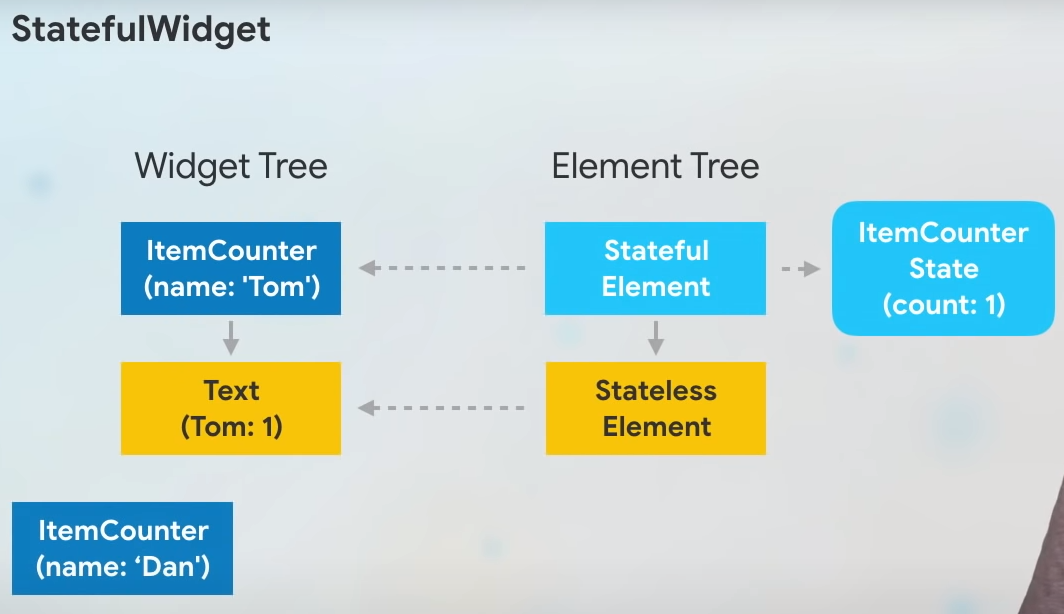 StatefulWidget
Widget Tree
Element Tree
ItemCounter
(name: 'Tom')
Stateful
Element
ItemCounter
State
(count: 1)
Text
(Tom: 1)
Stateless
Element
ItemCounter
(name: ‘Dan')